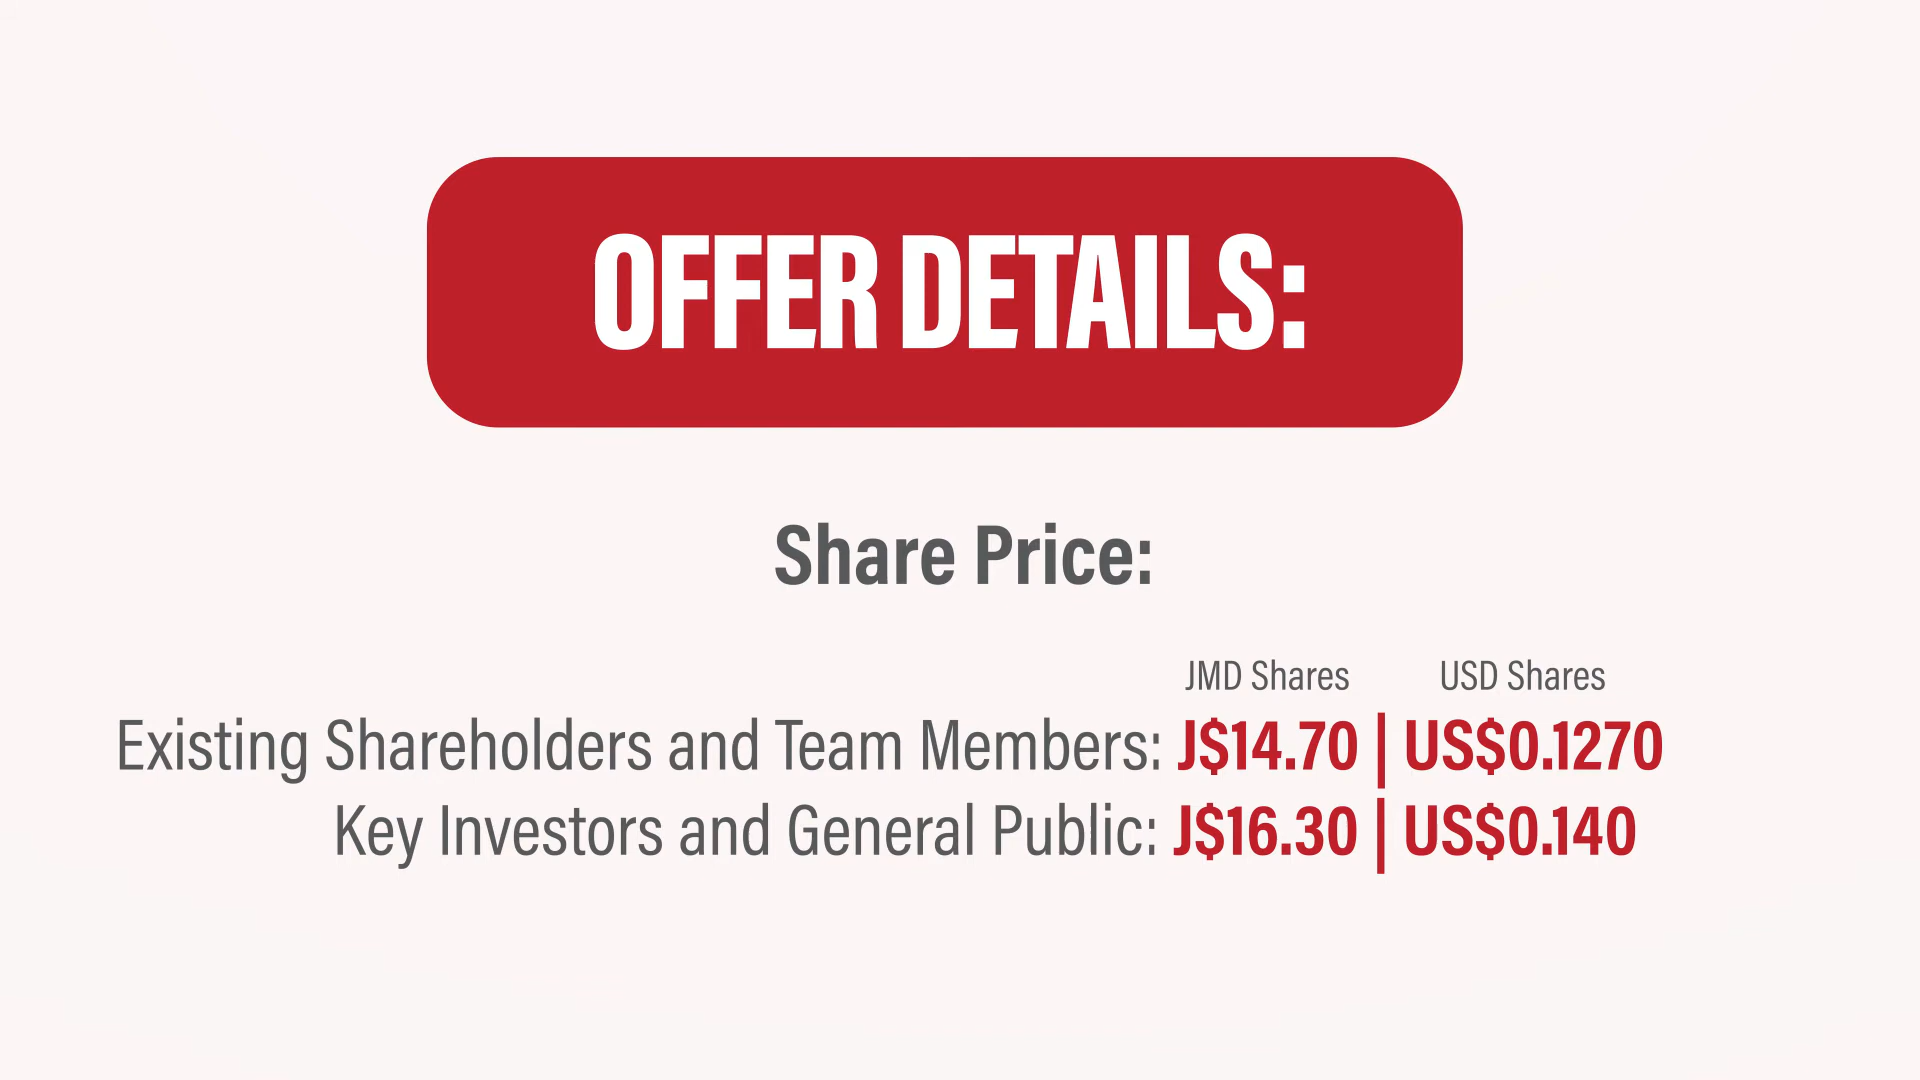 OFFER DETAILS:
Share Price:
JMD Shares USD Shares
Existing Shareholders and Team Members: J$14.70 | US$0.1270
Key Investors and General Public: J$16.30 | US$0.140